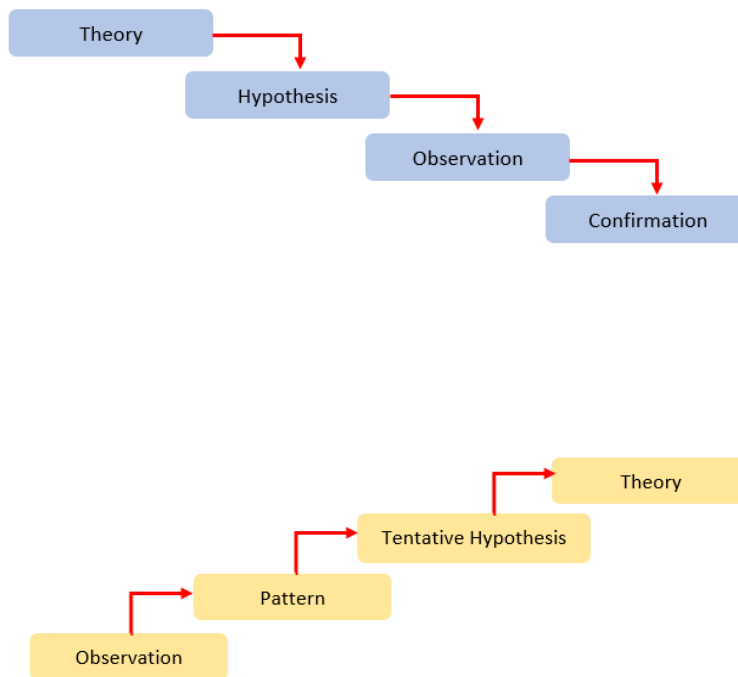 Theory
Hypothesis
Observation
Confirmation
Theory
Tentative Hypothesis
Pattern
Observation